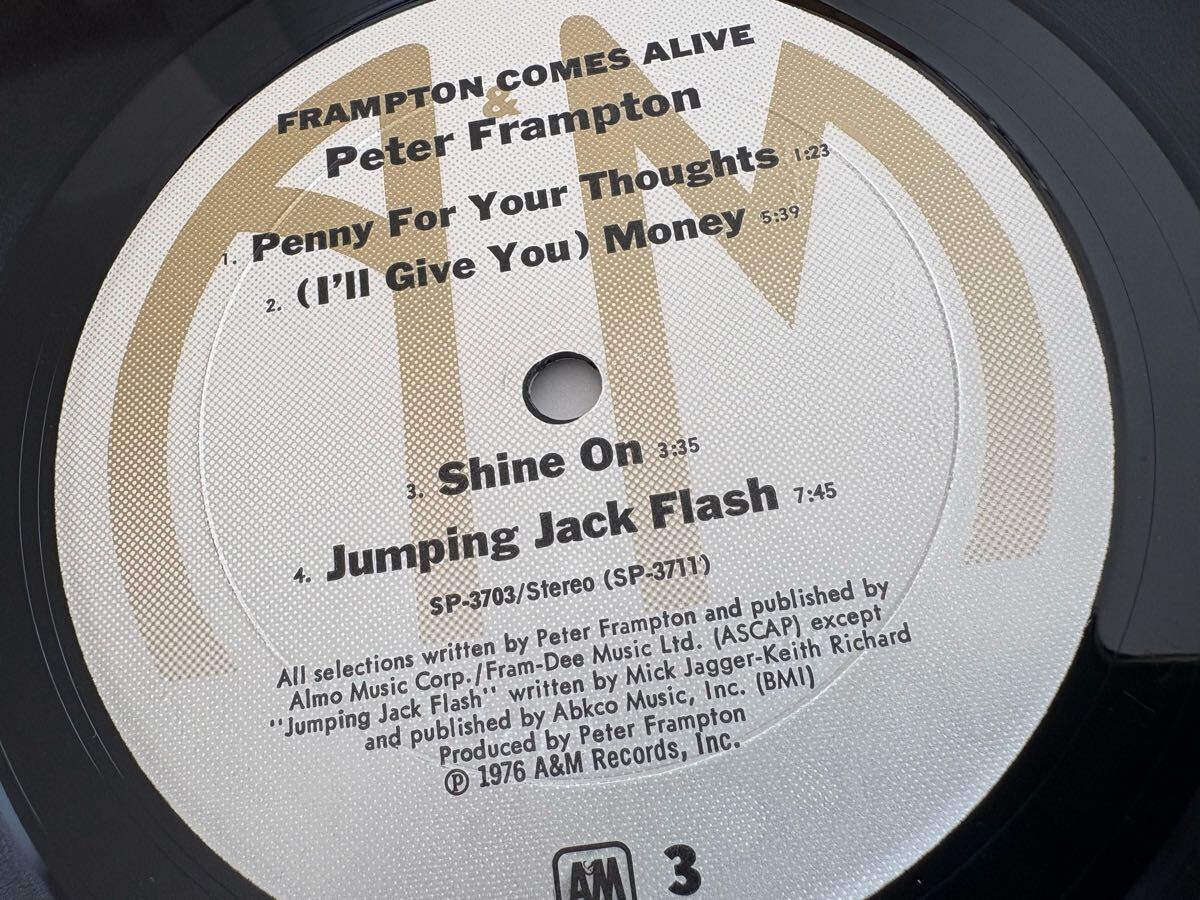 FRAMPTON COMES ALIVE
&
Peter Frampton
1. Penny For Your Thoughts 1:23
2. (I'll Give You) Money 5:39
3. Shine On 3:35
4. Jumping Jack Flash 7:45
SP-3703/Stereo (SP-3711)
All selections written by Peter Frampton and published by
Almo Music Corp./Fram-Dee Music Ltd. (ASCAP) except
"Jumping Jack Flash" written by Mick Jagger-Keith Richard
and published by Abkco Music, Inc. (BMI)
Produced by Peter Frampton
℗ 1976 A&M Records, Inc.
A&M 3